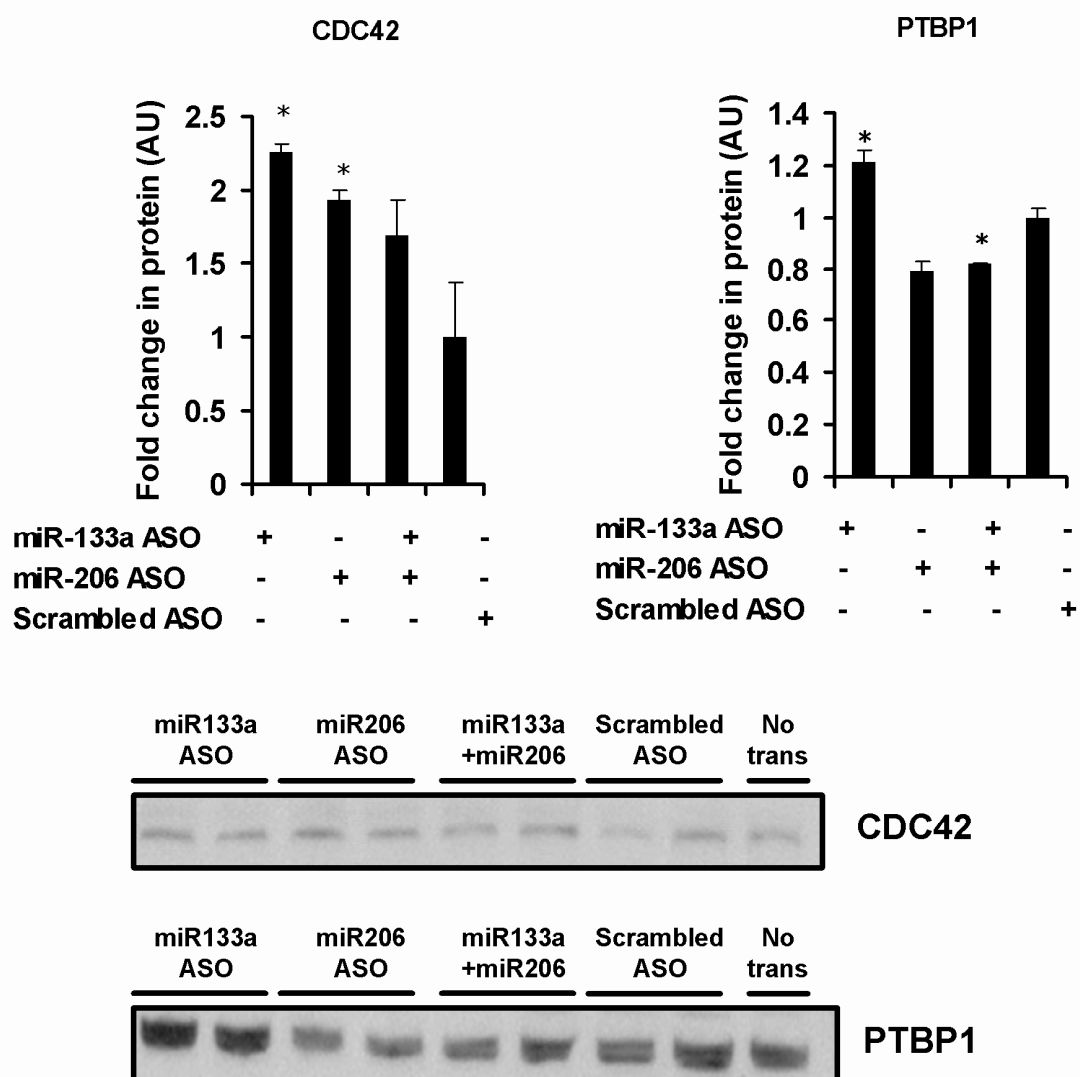 CDC42
Fold change in protein (AU)
2.5
2
1.5
1
0.5
0
*
*
miR-133a ASO + - + -
miR-206 ASO - + + -
Scrambled ASO - - - +
PTBP1
Fold change in protein (AU)
1.4
1.2
1
0.8
0.6
0.4
0.2
0
*
*
miR-133a ASO + - + -
miR-206 ASO - + + -
Scrambled ASO - - - +
miR133a miR206 miR133a Scrambled No
ASO ASO +miR206 ASO trans
CDC42
miR133a miR206 miR133a Scrambled No
ASO ASO +miR206 ASO trans
PTBP1